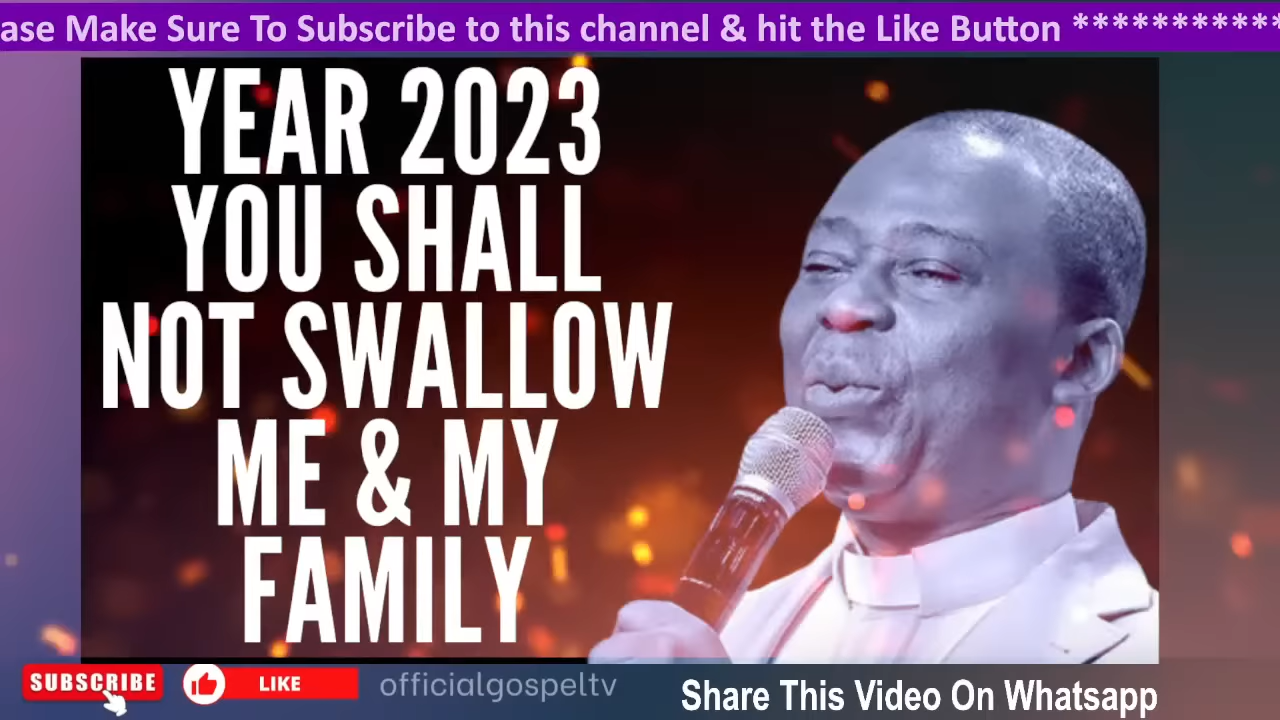 ase Make Sure To Subscribe to this channel & hit the Like Button ***********
YEAR 2023
YOU SHALL
NOT SWALLOW
ME & MY
FAMILY
SUBSCRIBE
LIKE
officialgospeltv
Share This Video On Whatsapp